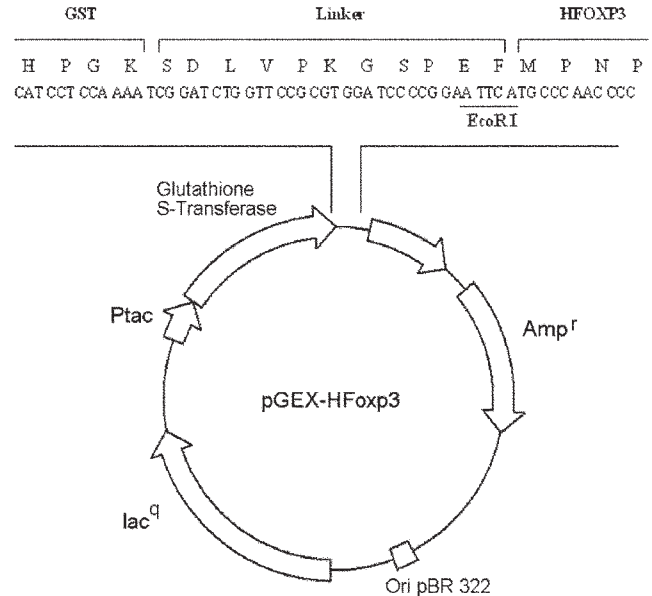 GST Linker HFOXP3
H P G K S D L V P K G S P E F M P N P
CAT CCT CCA AAA TCG GAT CTG GTT CCG CGT GGA TCC CCG GAA TTC ATG CCC AAC CCC
EcoRI
Glutathione
S-Transferase
Ptac
Amp r
pGEX-HFoxp3
lac q
Ori pBR 322